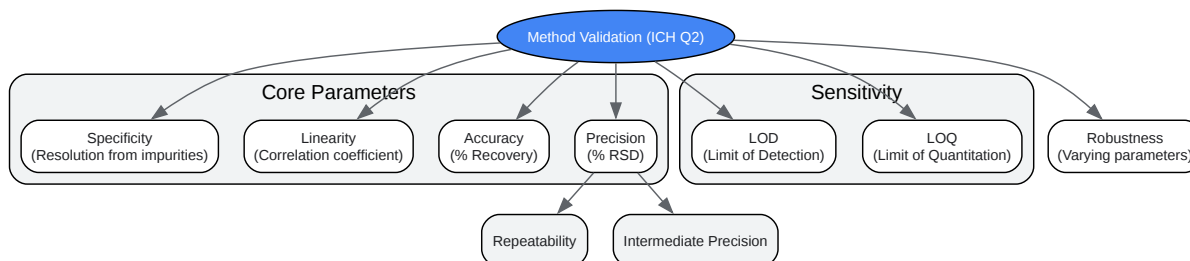 Method Validation (ICH Q2)
Core Parameters
Sensitivity
Specificity
(Resolution from impurities)
Linearity
(Correlation coefficient)
Accuracy
(% Recovery)
Precision
(% RSD)
LOD
(Limit of Detection)
LOQ
(Limit of Quantitation)
Robustness
(Varying parameters)
Repeatability
Intermediate Precision